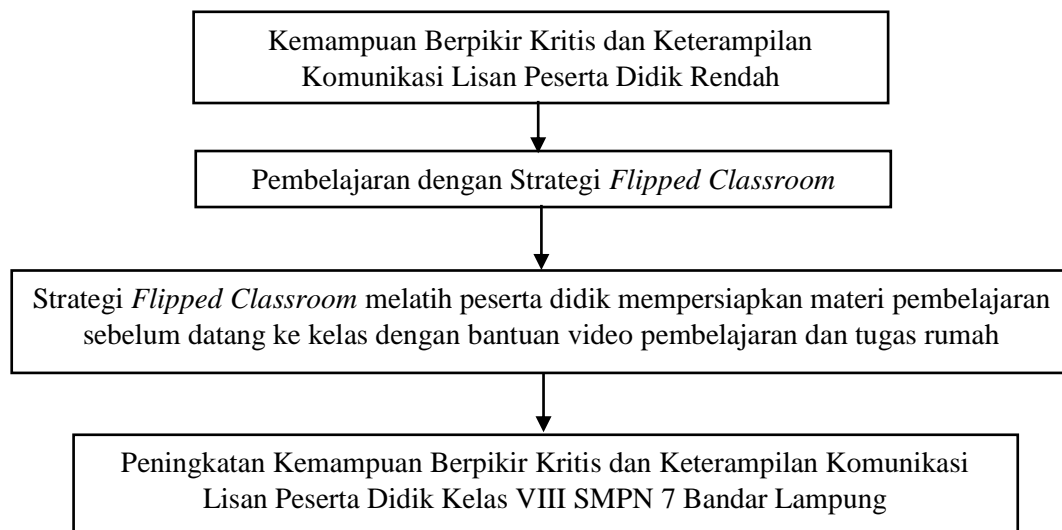 Kemampuan Berpikir Kritis dan Keterampilan
Komunikasi Lisan Peserta Didik Rendah
Pembelajaran dengan Strategi Flipped Classroom
Strategi Flipped Classroom melatih peserta didik mempersiapkan materi pembelajaran
sebelum datang ke kelas dengan bantuan video pembelajaran dan tugas rumah
Peningkatan Kemampuan Berpikir Kritis dan Keterampilan Komunikasi
Lisan Peserta Didik Kelas VIII SMPN 7 Bandar Lampung